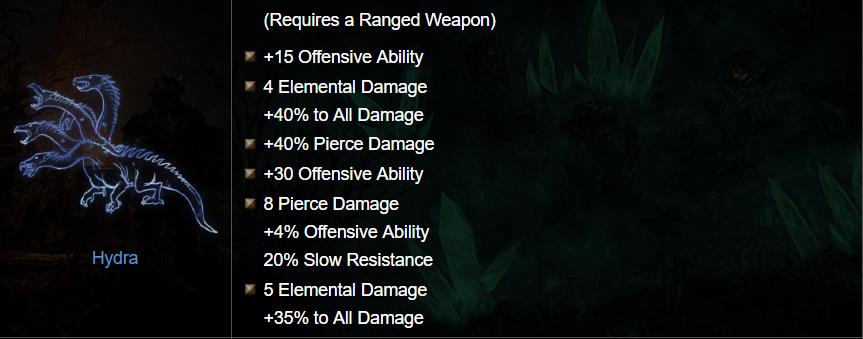 (Requires a Ranged Weapon)
+15 Offensive Ability
4 Elemental Damage
+40% to All Damage
+40% Pierce Damage
+30 Offensive Ability
8 Pierce Damage
+4% Offensive Ability
20% Slow Resistance
5 Elemental Damage
+35% to All Damage
Hydra